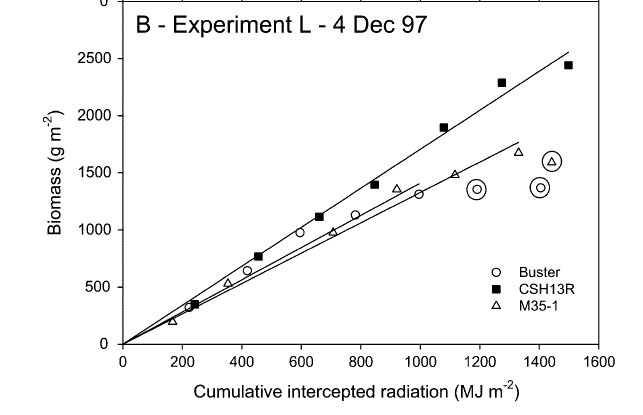 0
B - Experiment L - 4 Dec 97
2500
2000
1500
1000
500
0
Biomass (g m-2)
Buster
CSH13R
M35-1
0 200 400 600 800 1000 1200 1400 1600
Cumulative intercepted radiation (MJ m-2)